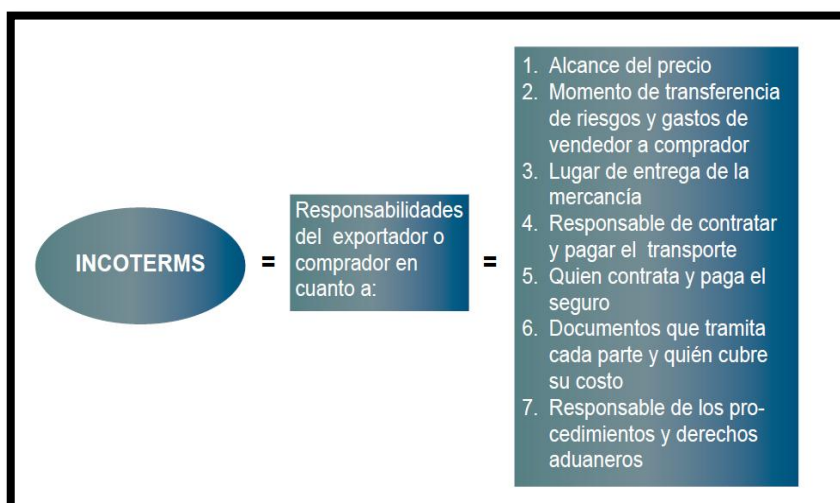 INCOTERMS
=
Responsabilidades
del exportador o
comprador en
cuanto a:
=
1. Alcance del precio
2. Momento de transferencia
de riesgos y gastos de
vendedor a comprador
3. Lugar de entrega de la
mercancía
4. Responsable de contratar
y pagar el transporte
5. Quien contrata y paga el
seguro
6. Documentos que tramita
cada parte y quién cubre
su costo
7. Responsable de los pro-
cedimientos y derechos
aduaneros